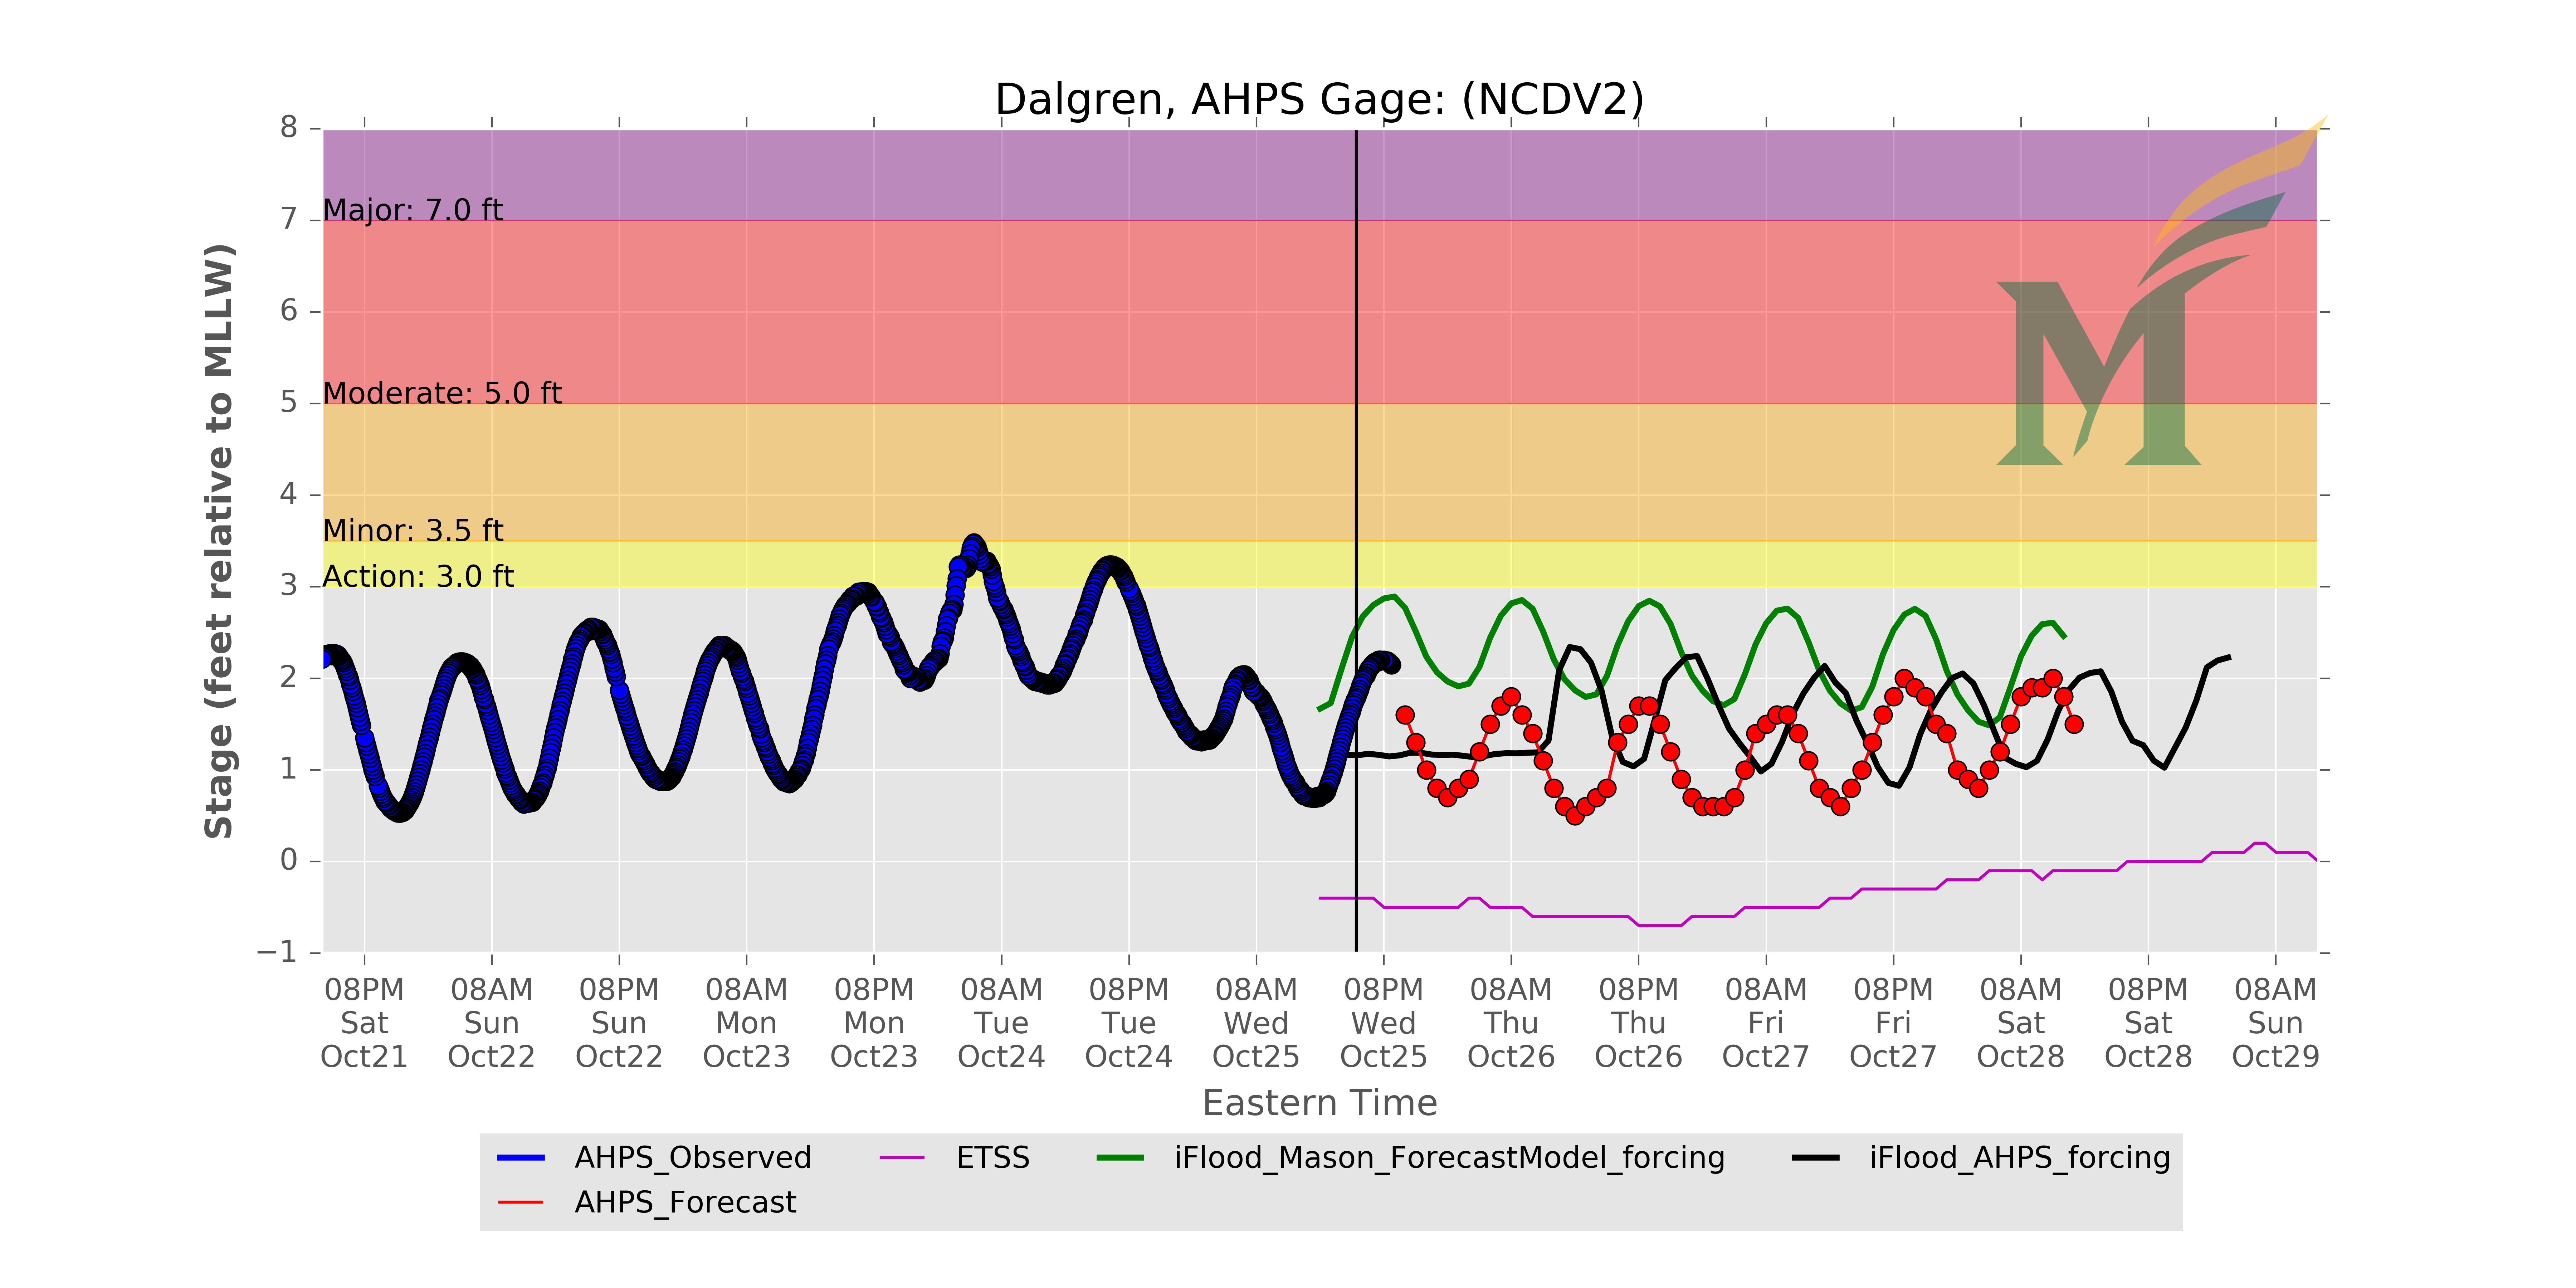 Dalgren, AHPS Gage: (NCDV2)
8
7
6
5
4
3
2
1
0
−1
Stage (feet relative to MLLW)
Major: 7.0 ft
Moderate: 5.0 ft
Minor: 3.5 ft
Action: 3.0 ft
M
08PM 08AM 08PM 08AM 08PM 08AM 08PM 08AM 08PM 08AM 08PM 08AM 08PM 08AM 08PM 08AM
Sat Sun Sun Mon Mon Tue Tue Wed Wed Thu Thu Fri Fri Sat Sat Sun
Oct21 Oct22 Oct22 Oct23 Oct23 Oct24 Oct24 Oct25 Oct25 Oct26 Oct26 Oct27 Oct27 Oct28 Oct28 Oct29
Eastern Time
AHPS_Observed ETSS iFlood_Mason_ForecastModel_forcing iFlood_AHPS_forcing
AHPS_Forecast